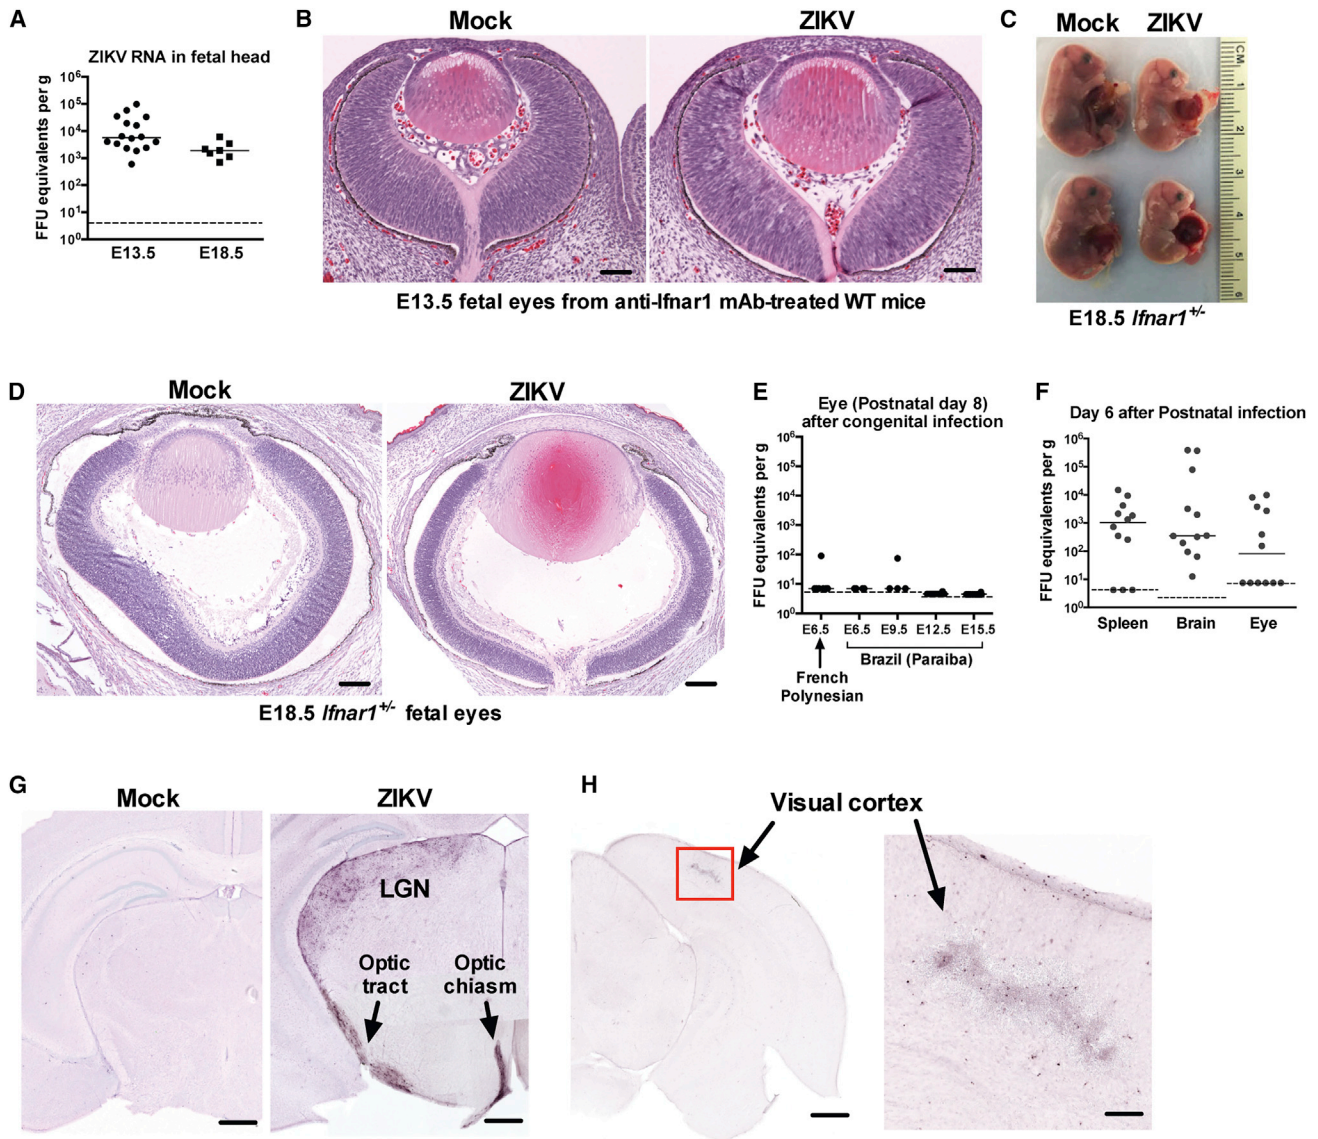 A
ZIKV RNA in fetal head
FFU equivalents per g
10⁶
10⁵
10⁴
10³
10²
10¹
10⁰
E13.5
E18.5
B
Mock
ZIKV
E13.5 fetal eyes from anti-Ifnar1 mAb-treated WT mice
C
Mock
ZIKV
CM
1
2
3
4
5
6
E18.5 Ifnar1⁺/⁻
D
Mock
ZIKV
E18.5 Ifnar1⁺/⁻ fetal eyes
E
Eye (Postnatal day 8)
after congenital infection
FFU equivalents per g
10⁶
10⁵
10⁴
10³
10²
10¹
10⁰
E6.5
E6.5
E9.5
E12.5
E15.5
Brazil (Paraiba)
French
Polynesian
F
Day 6 after Postnatal infection
FFU equivalents per g
10⁶
10⁵
10⁴
10³
10²
10¹
10⁰
Spleen
Brain
Eye
G
Mock
ZIKV
LGN
Optic
tract
Optic
chiasm
H
Visual cortex